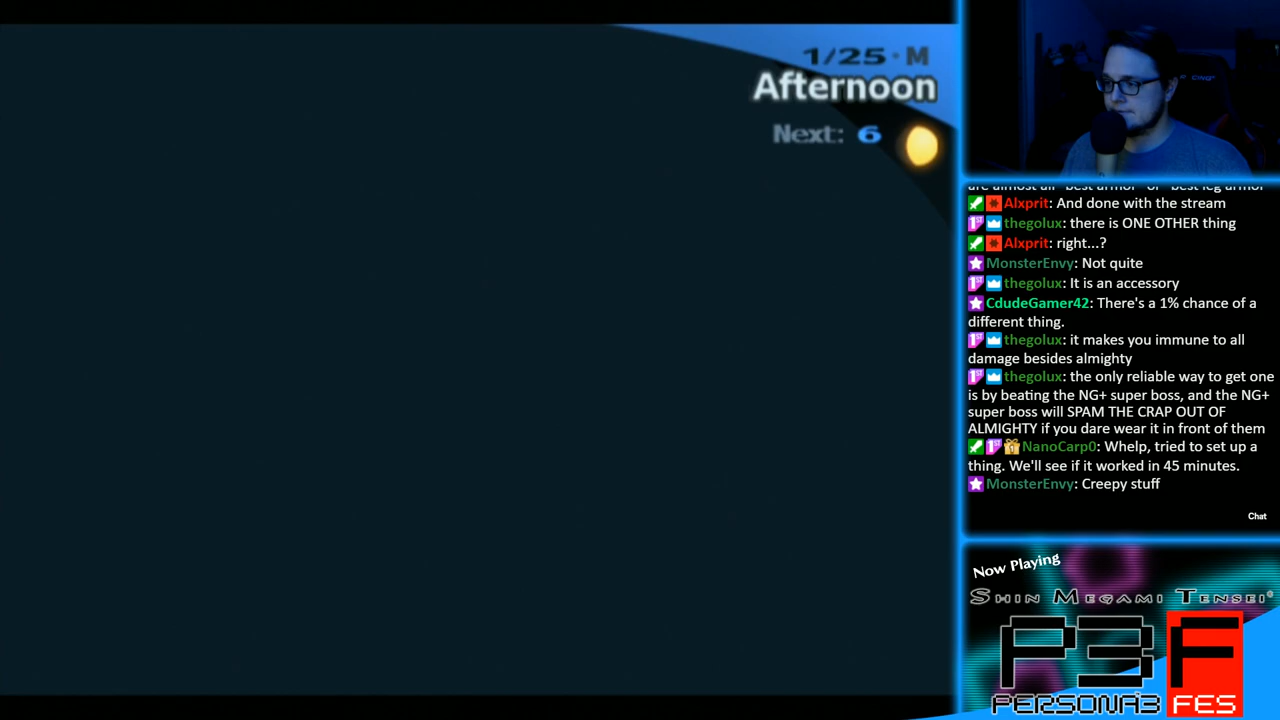 1/25 · M
Afternoon
Next: 6
Alxprit: And done with the stream
thegolux: there is ONE OTHER thing
Alxprit: right...?
MonsterEnvy: Not quite
thegolux: It is an accessory
CdudeGamer42: There's a 1% chance of a
different thing.
thegolux: it makes you immune to all
damage besides almighty
thegolux: the only reliable way to get one
is by beating the NG+ super boss, and the NG+
super boss will SPAM THE CRAP OUT OF
ALMIGHTY if you dare wear it in front of them
NanoCarp0: Whelp, tried to set up a
thing. We'll see if it worked in 45 minutes.
MonsterEnvy: Creepy stuff
Chat
Now Playing
SHIN MEGAMI TENSEI®
P3F
PERSONA3 FES